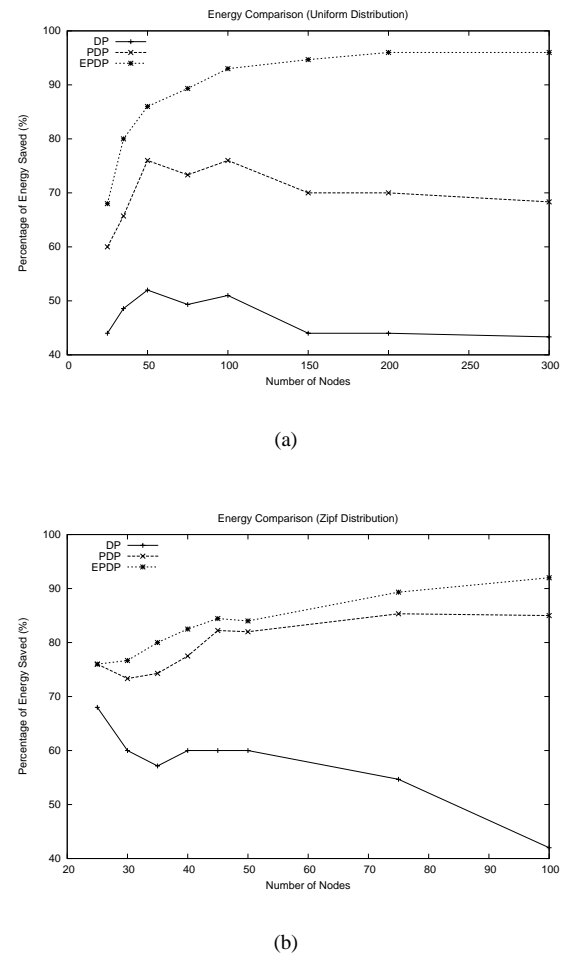 Energy Comparison (Uniform Distribution)
100
90
80
70
60
50
40
Percentage of Energy Saved (%)
DP
PDP
EPDP
0 50 100 150 200 250 300
Number of Nodes
(a)
Energy Comparison (Zipf Distribution)
100
90
80
70
60
50
40
Percentage of Energy Saved (%)
DP
PDP
EPDP
20 30 40 50 60 70 80 90 100
Number of Nodes
(b)